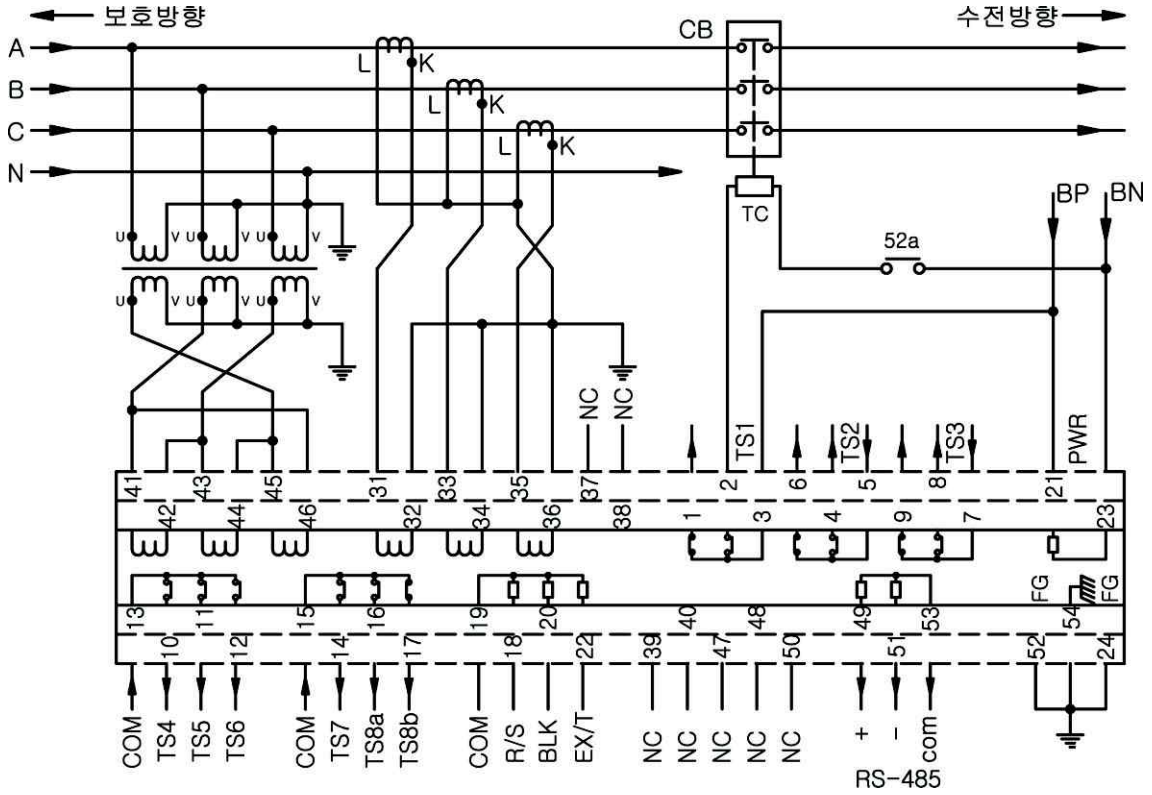 보호방향
수전방향
A
B
C
N
L K
L K
L K
CB
TC
52a
BP
BN
U V U V U V
U V U V U V
NC
NC
TS1
TS2
TS3
PWR
41 43 45 31 33 35 37 2 6 5 8 21
42 44 46 32 34 36 38 1 3 4 9 7 23
FG
FG
13 11 15 16 19 20 40 48 49 53 54
10 12 14 17 18 22 39 47 50 51 52 24
COM
TS4
TS5
TS6
COM
TS7
TS8a
TS8b
COM
R/S
BLK
EX/T
NC
NC
NC
NC
NC
+
-
com
RS-485